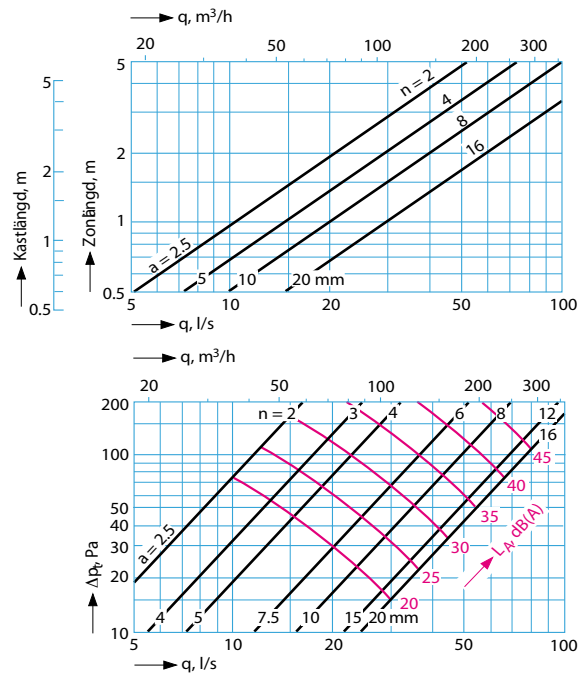 q, m³/h
20 50 100 200 300
5 2 1 0.5
Kastlängd, m
5 2 1 0.5
Zonlängd, m
n = 2 4 8 16
a = 2.5 5 10 20 mm
5 10 20 50 100
q, l/s
q, m³/h
20 50 100 200 300
200 100 50 40 30 20 10
Δpt, Pa
n = 2 3 4 6 8 12
16
45
40
35
30
25
20
LA, dB(A)
a = 2.5
4 5 7.5 10 15 20 mm
5 10 20 50 100
q, l/s